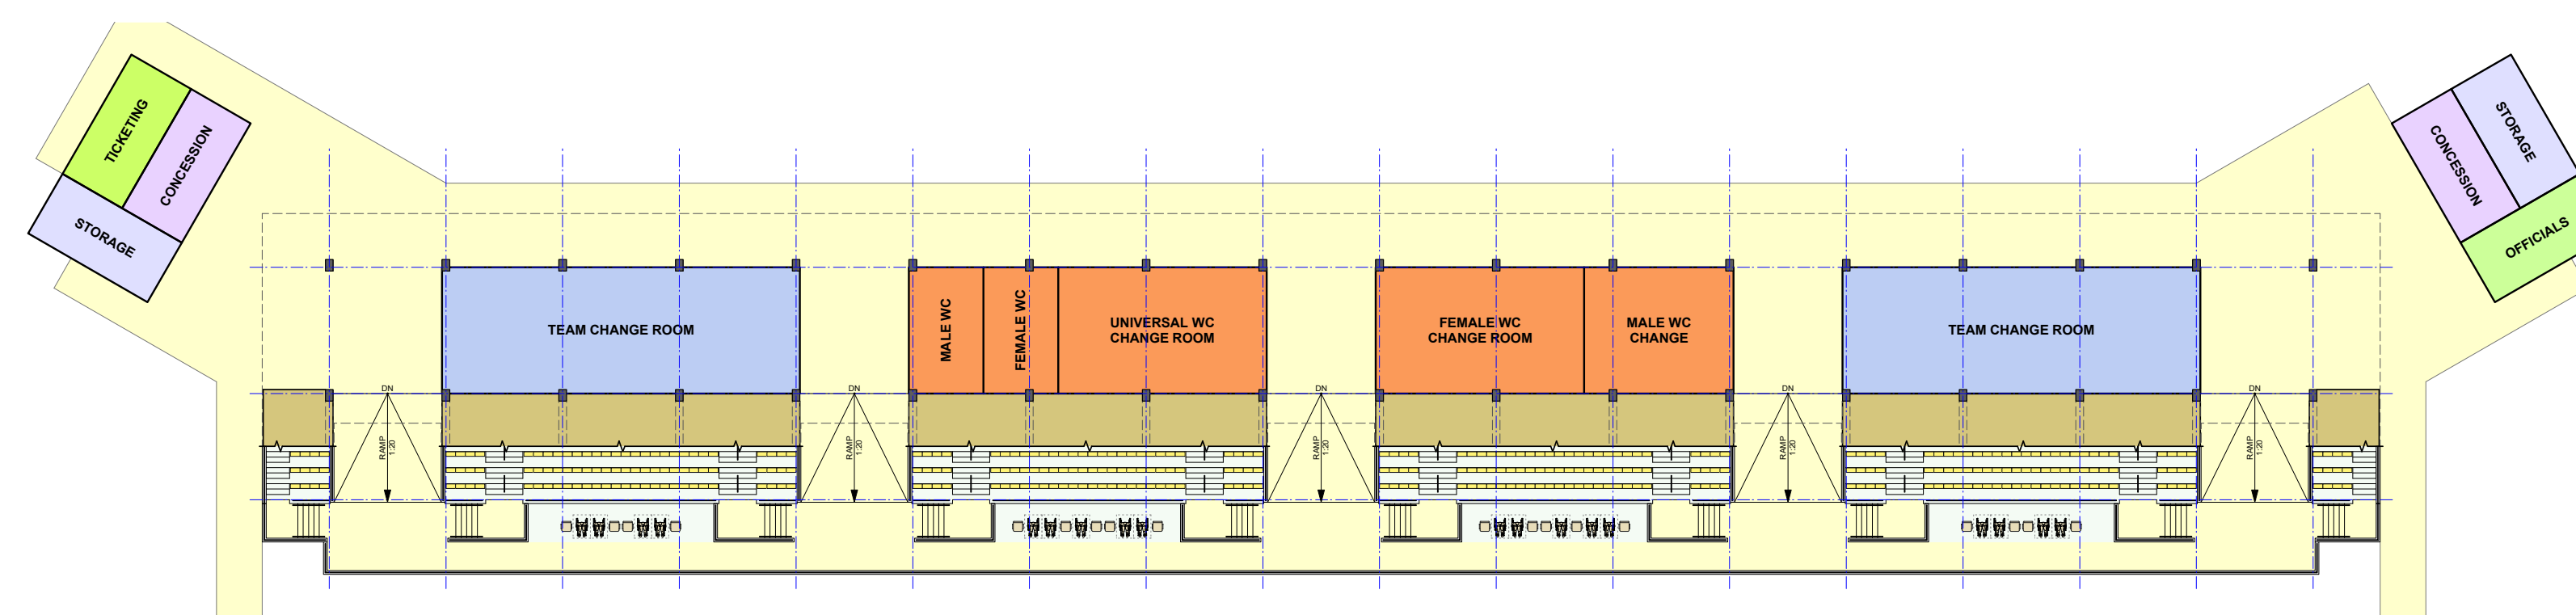 TICKETING
CONCESSION
STORAGE
CONCESSION
STORAGE
OFFICIALS
TEAM CHANGE ROOM
MALE WC
FEMALE WC
UNIVERSAL WC
CHANGE ROOM
FEMALE WC
CHANGE ROOM
MALE WC
CHANGE
TEAM CHANGE ROOM
DN
RAMP
1:20
DN
RAMP
1:20
DN
RAMP
1:20
DN
RAMP
1:20
DN
RAMP
1:20